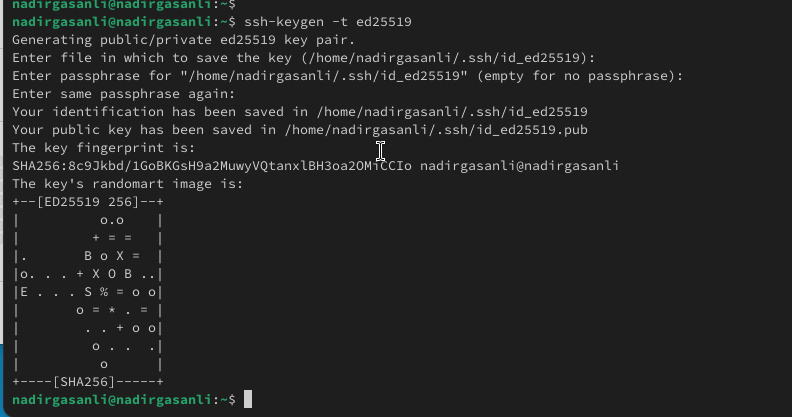 nadirgasanli@nadirgasanli:~$
nadirgasanli@nadirgasanli:~$ ssh-keygen -t ed25519
Generating public/private ed25519 key pair.
Enter file in which to save the key (/home/nadirgasanli/.ssh/id_ed25519):
Enter passphrase for "/home/nadirgasanli/.ssh/id_ed25519" (empty for no passphrase):
Enter same passphrase again:
Your identification has been saved in /home/nadirgasanli/.ssh/id_ed25519
Your public key has been saved in /home/nadirgasanli/.ssh/id_ed25519.pub
The key fingerprint is:
SHA256:8c9Jkbd/1GoBKGsH9a2MuwyVQtanxlBH3oa2OMiCCIo nadirgasanli@nadirgasanli
The key's randomart image is:
+--[ED25519 256]--+
|          o.o    |
|         + = =   |
|.       B o X =  |
|o. . . + X O B ..|
|E . . . S % = o o|
|       o = * . = |
|        . . + o o|
|         o . .  .|
|          o      |
+----[SHA256]-----+
nadirgasanli@nadirgasanli:~$